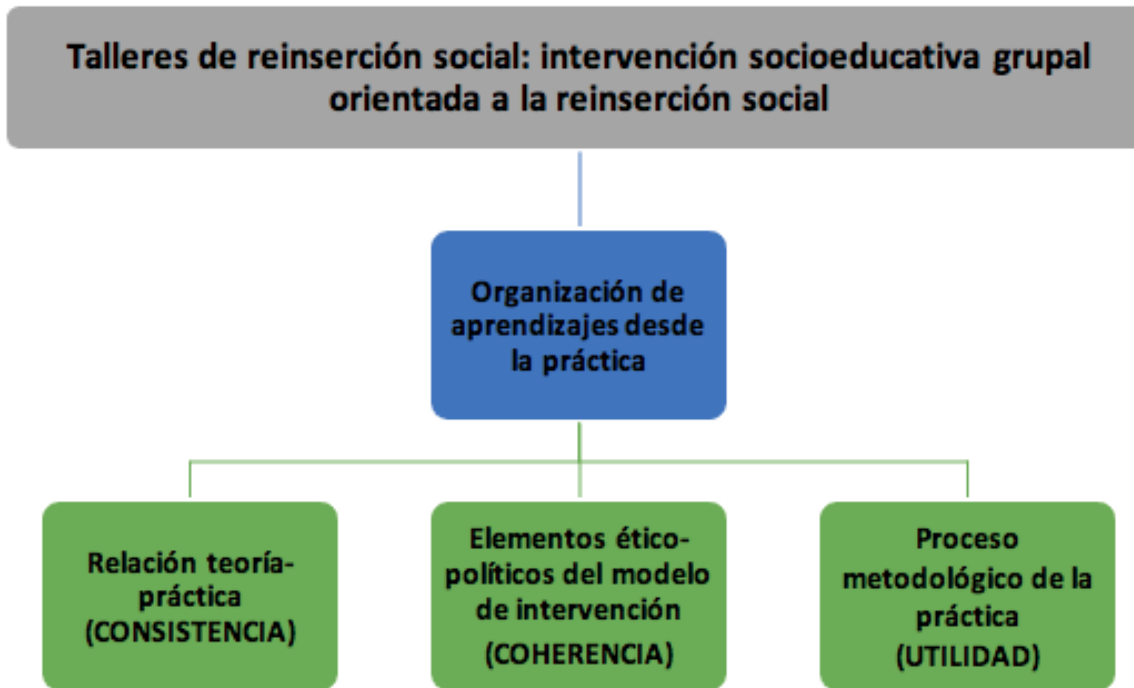 Talleres de reinserción social: intervención socioeducativa grupal
orientada a la reinserción social
Organización de
aprendizajes desde
la práctica
Relación teoría-
práctica
(CONSISTENCIA)
Elementos ético-
políticos del modelo
de intervención
(COHERENCIA)
Proceso
metodológico de la
práctica
(UTILIDAD)